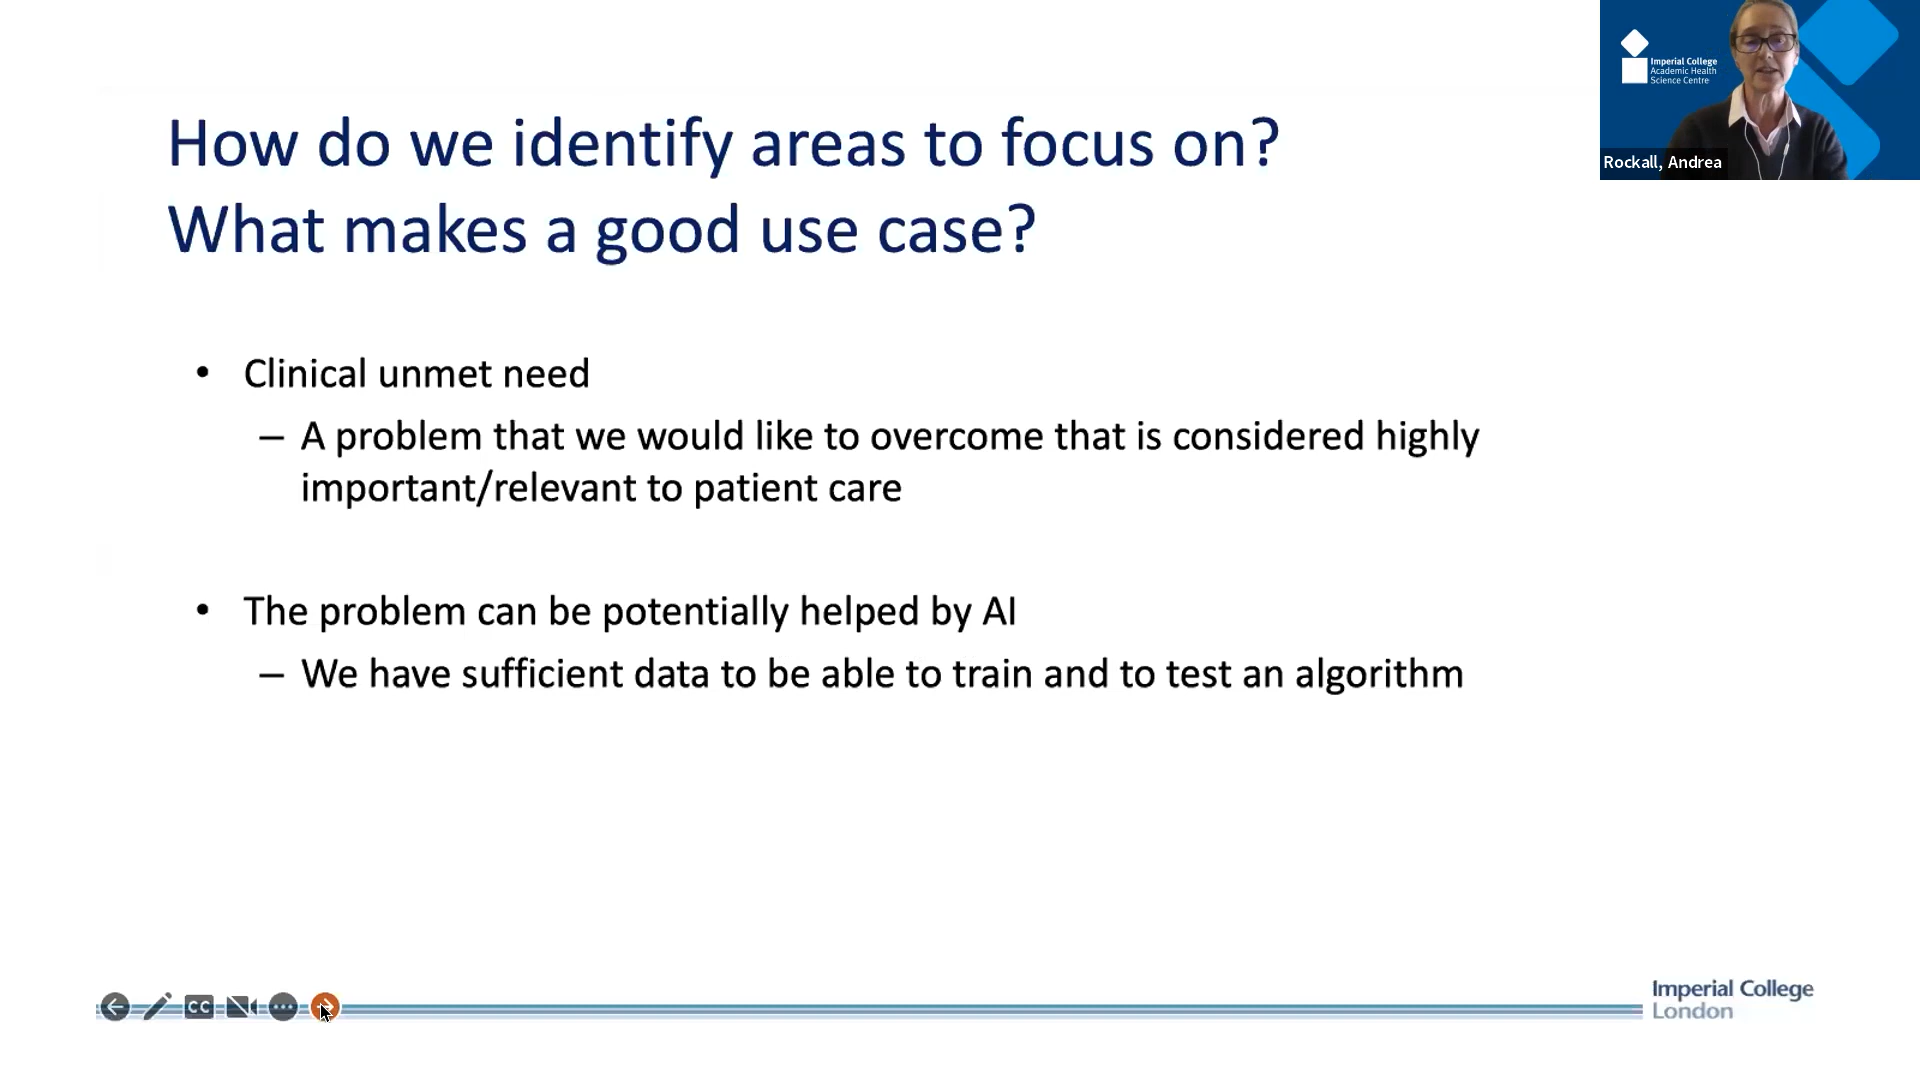 How do we identify areas to focus on?
What makes a good use case?
• Clinical unmet need
– A problem that we would like to overcome that is considered highly
important/relevant to patient care
• The problem can be potentially helped by AI
– We have sufficient data to be able to train and to test an algorithm
Imperial College
Academic Health
Science Centre
Rockall, Andrea
CC
Imperial College
London